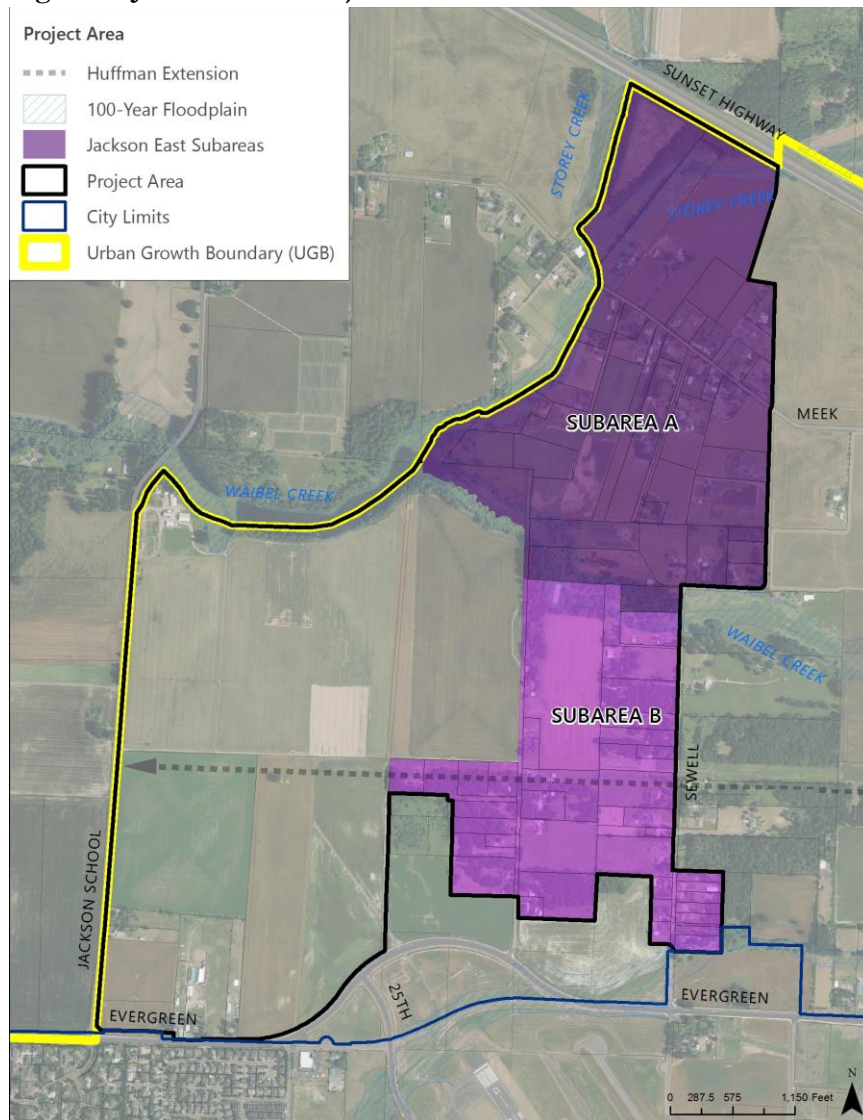 Project Area
Huffman Extension
100-Year Floodplain
Jackson East Subareas
Project Area
City Limits
Urban Growth Boundary (UGB)
SUNSET HIGHWAY
STOREY CREEK
STOREY CREEK
MEEK
SUBAREA A
WAIBEL CREEK
WAIBEL CREEK
SUBAREA B
SEWELL
JACKSON SCHOOL
25TH
EVERGREEN
EVERGREEN
N
0 287.5 575 1,150 Feet